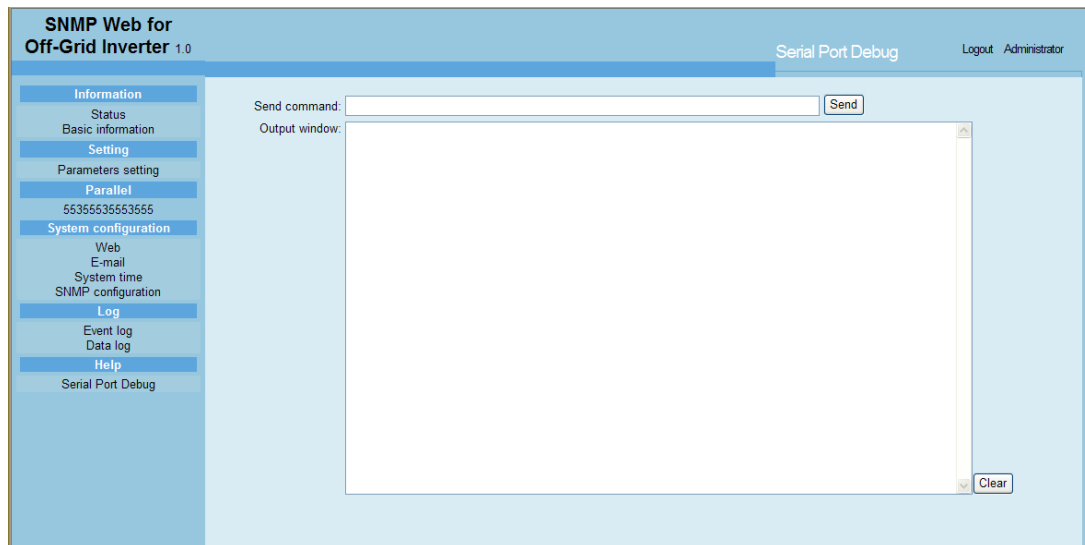 SNMP Web for
Off-Grid Inverter 1.0
Serial Port Debug
Logout Administrator
Information
Status
Basic information
Setting
Parameters setting
Parallel
55355535553555
System configuration
Web
E-mail
System time
SNMP configuration
Log
Event log
Data log
Help
Serial Port Debug
Send command:
Send
Output window:
Clear